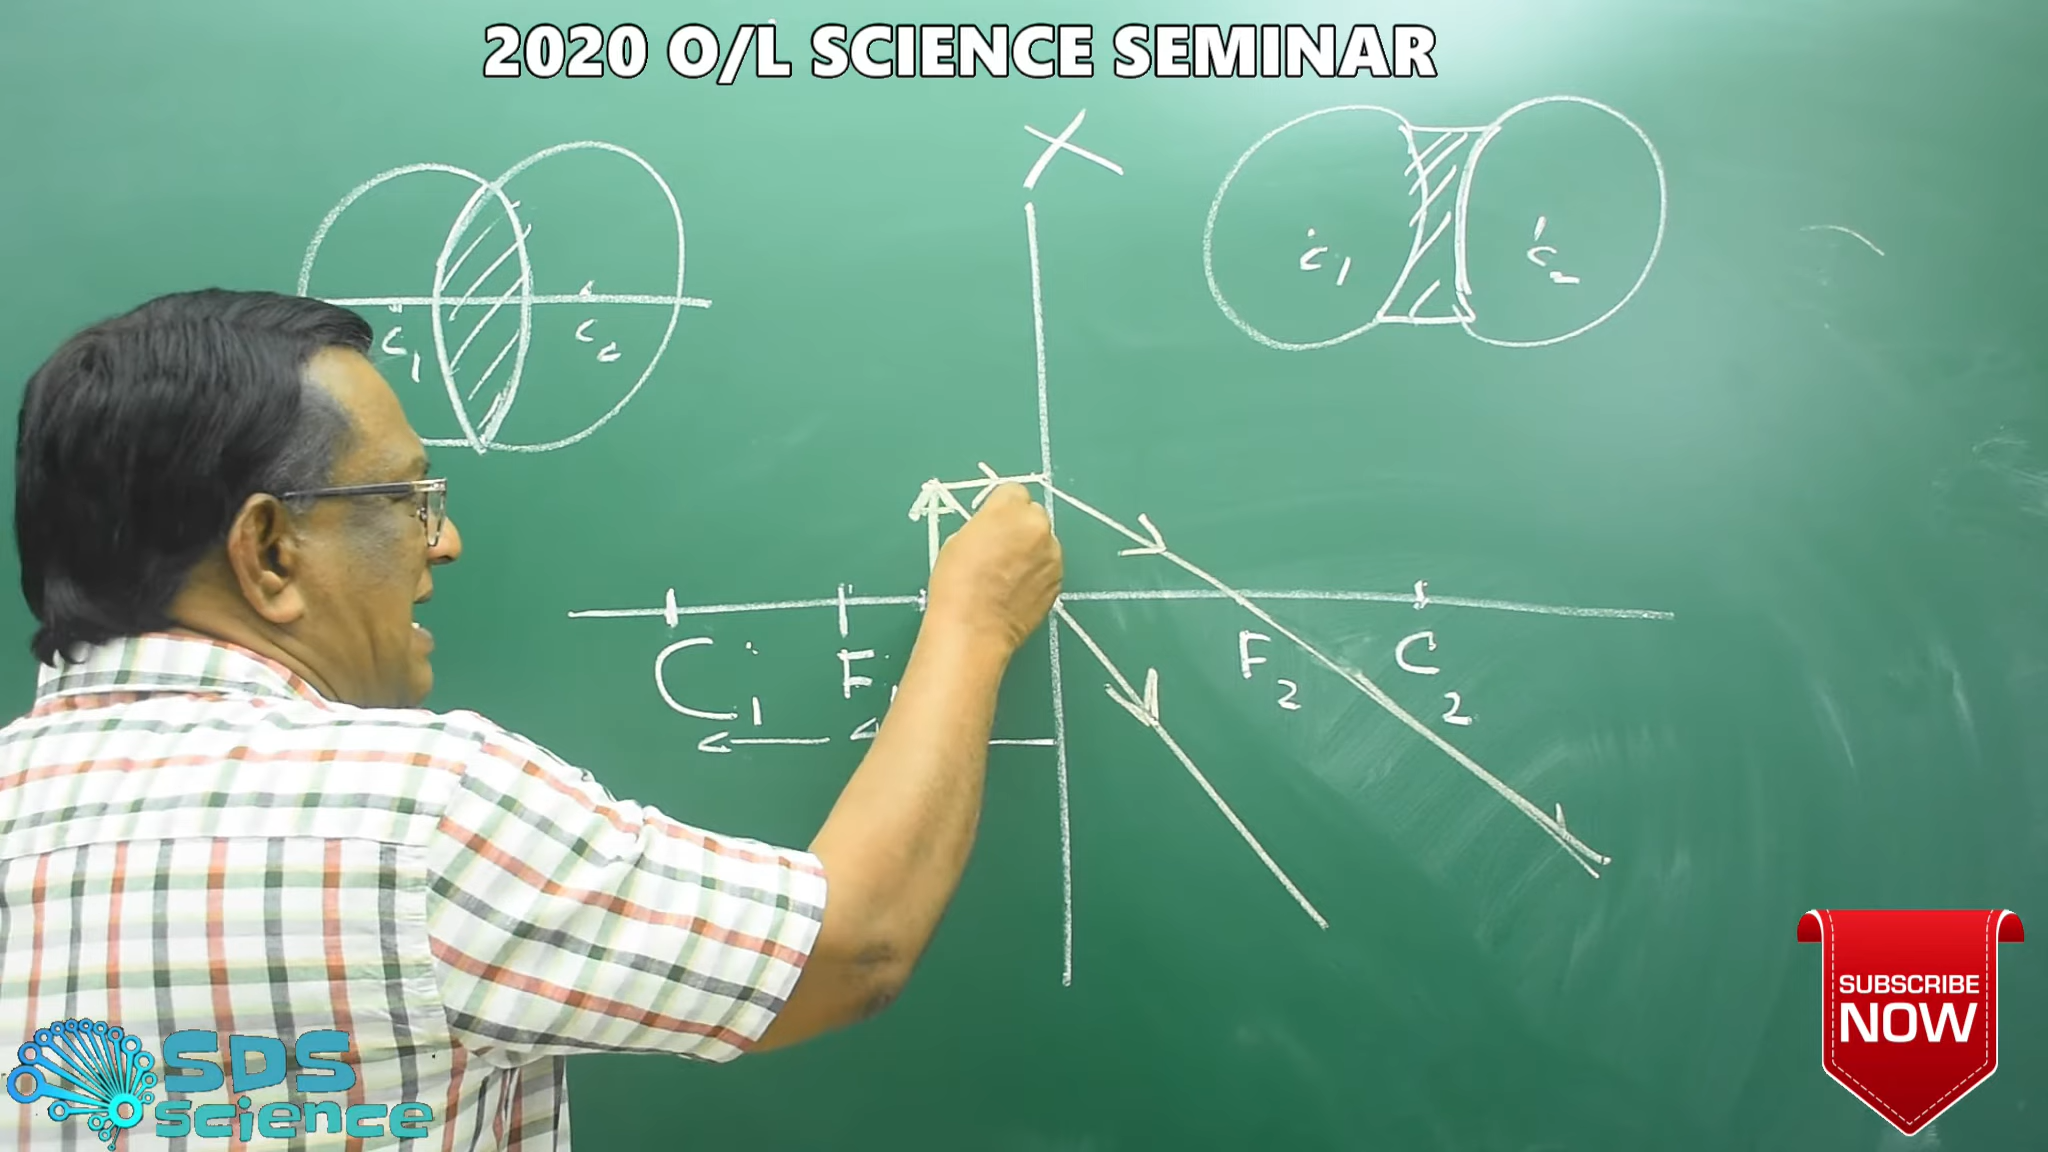 2020 O/L SCIENCE SEMINAR
C1
C2
C1
C2
C1
F1
F2
C2
SUBSCRIBE
NOW
SDS
science